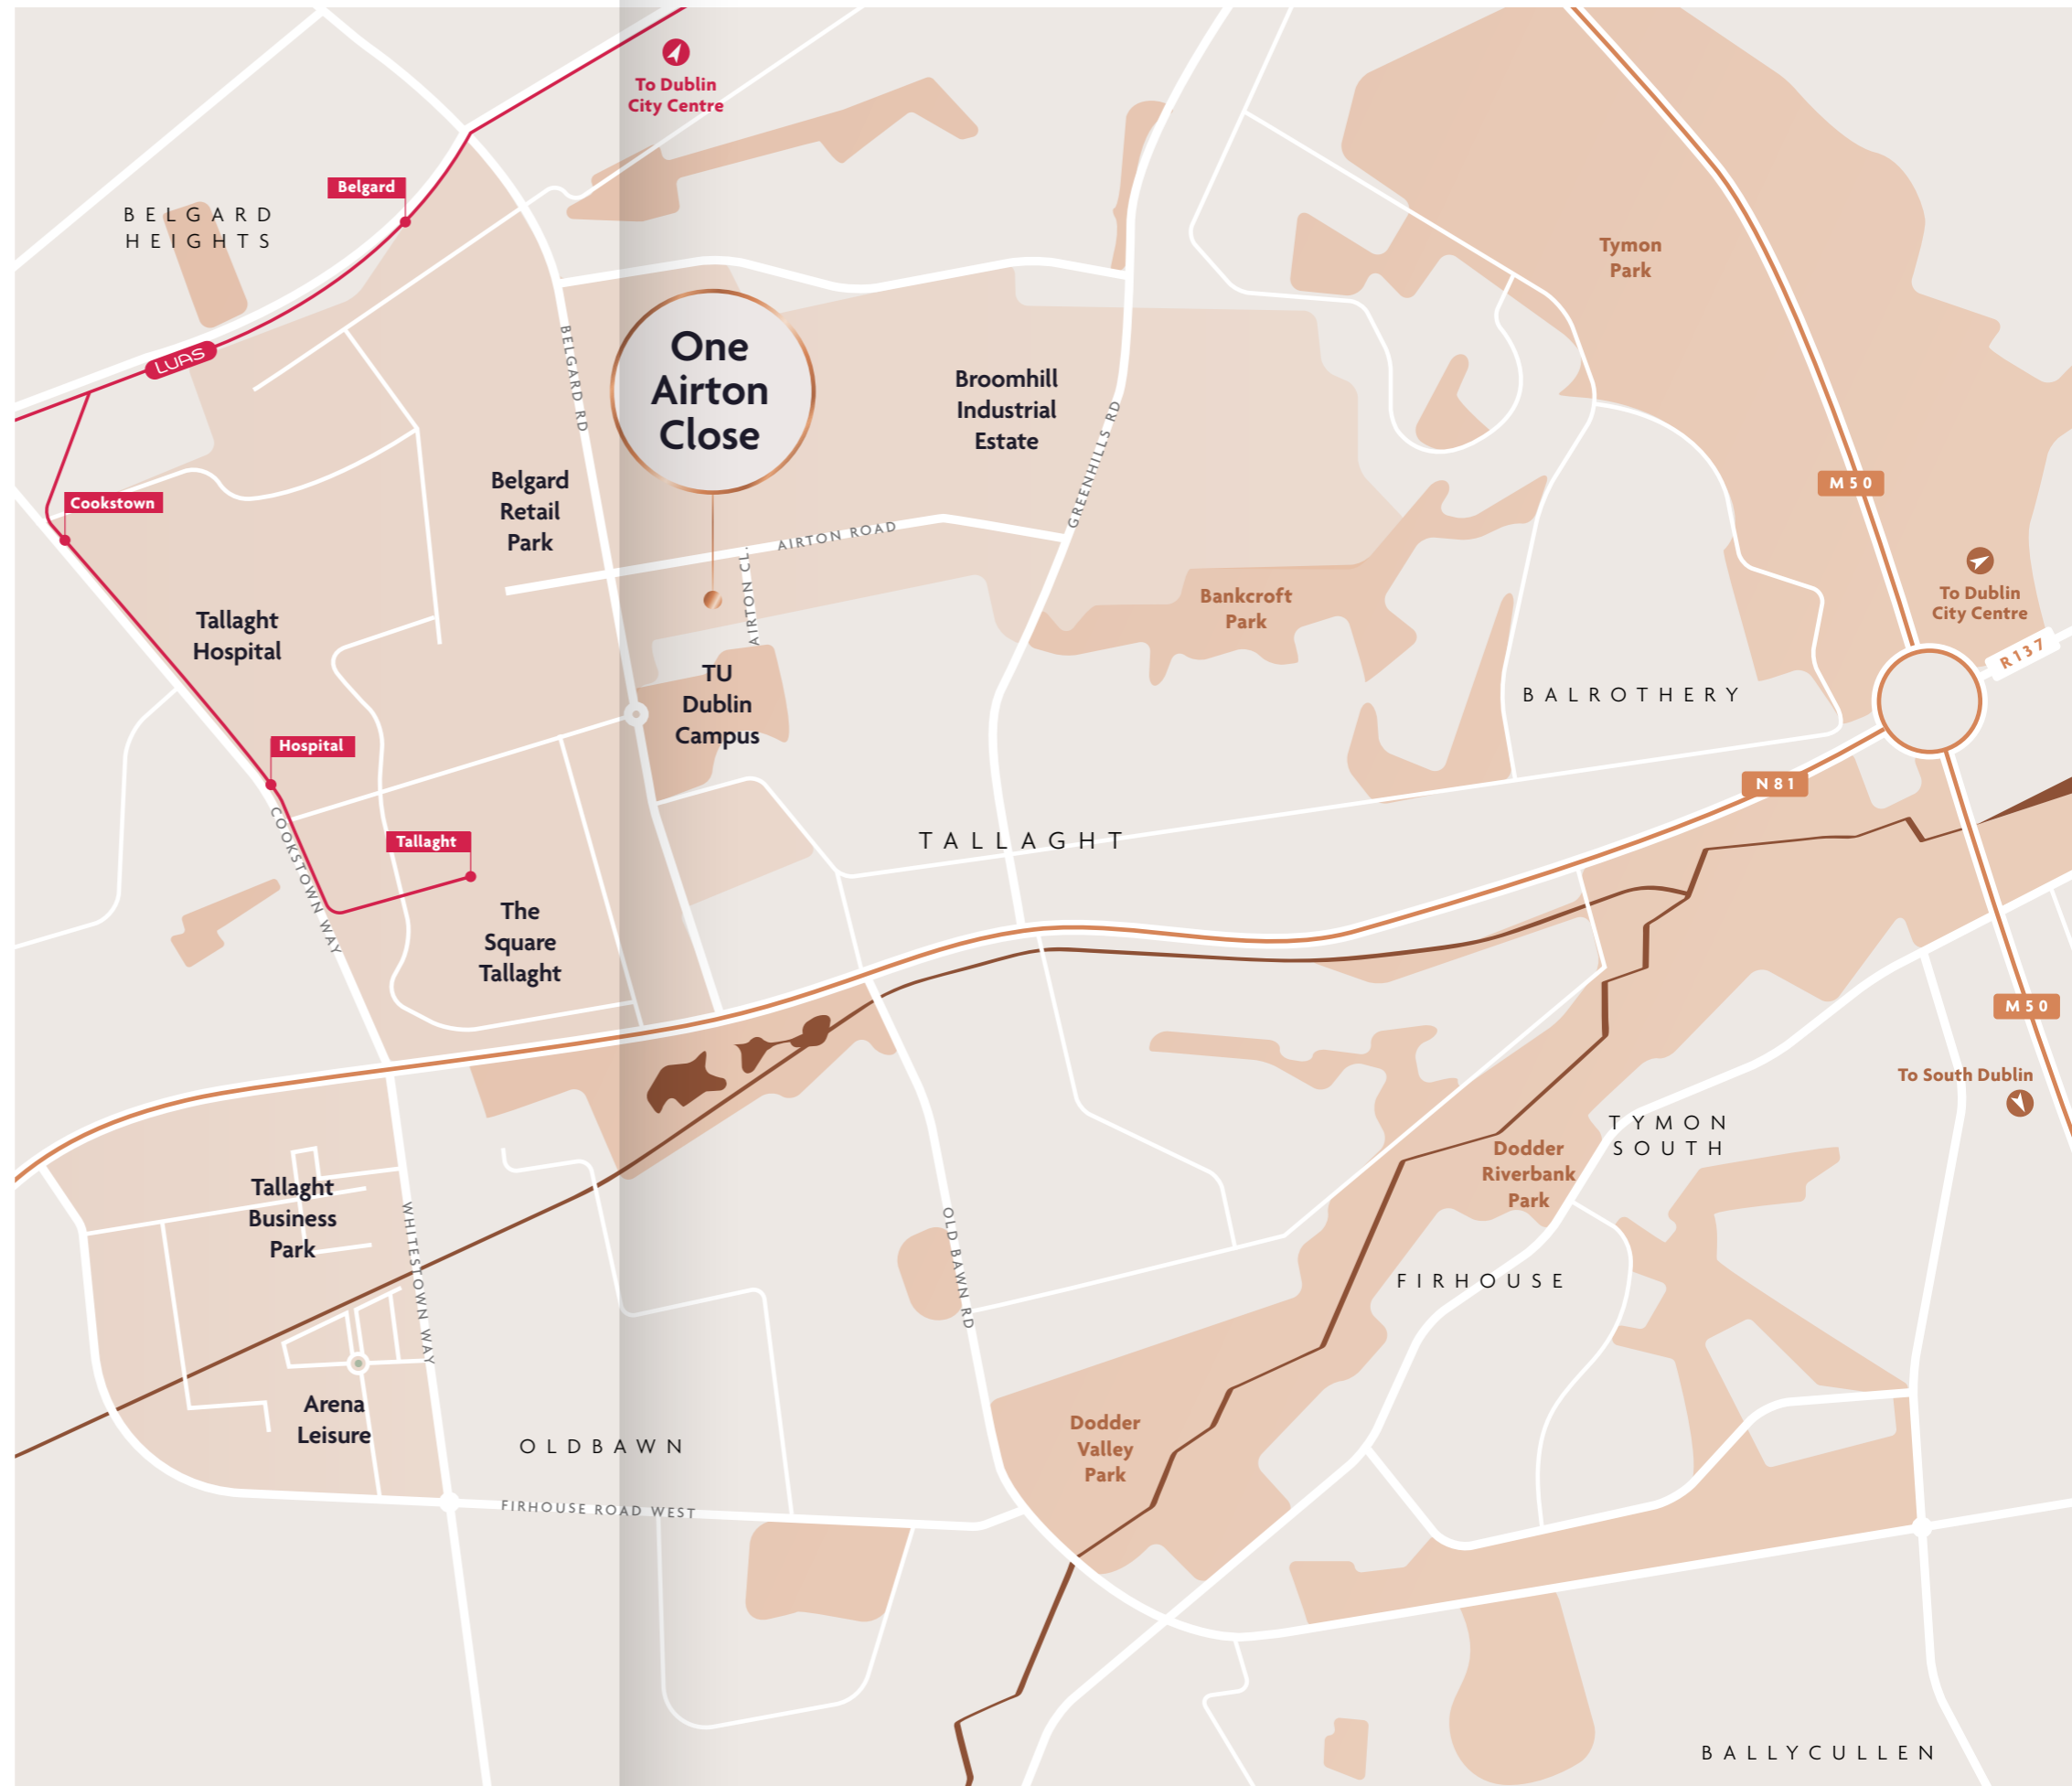 To Dublin
City Centre
Belgard
BELGARD
HEIGHTS
Tymon
Park
LUAS
BELGARD RD
One
Airton
Close
Broomhill
Industrial
Estate
GREENHILLS RD
Belgard
Retail
Park
M50
Cookstown
AIRTON ROAD
AIRTON CL.
To Dublin
City Centre
R137
Bankcroft
Park
Tallaght
Hospital
TU
Dublin
Campus
BALROTHERY
Hospital
N81
COOKSTOWN WAY
Tallaght
TALLAGHT
The
Square
Tallaght
M50
To South Dublin
TYMON
SOUTH
Dodder
Riverbank
Park
Tallaght
Business
Park
WHITESTOWN WAY
OLD BAWN RD
FIRHOUSE
Arena
Leisure
OLDBAWN
Dodder
Valley
Park
FIRHOUSE ROAD WEST
BALLYCULLEN